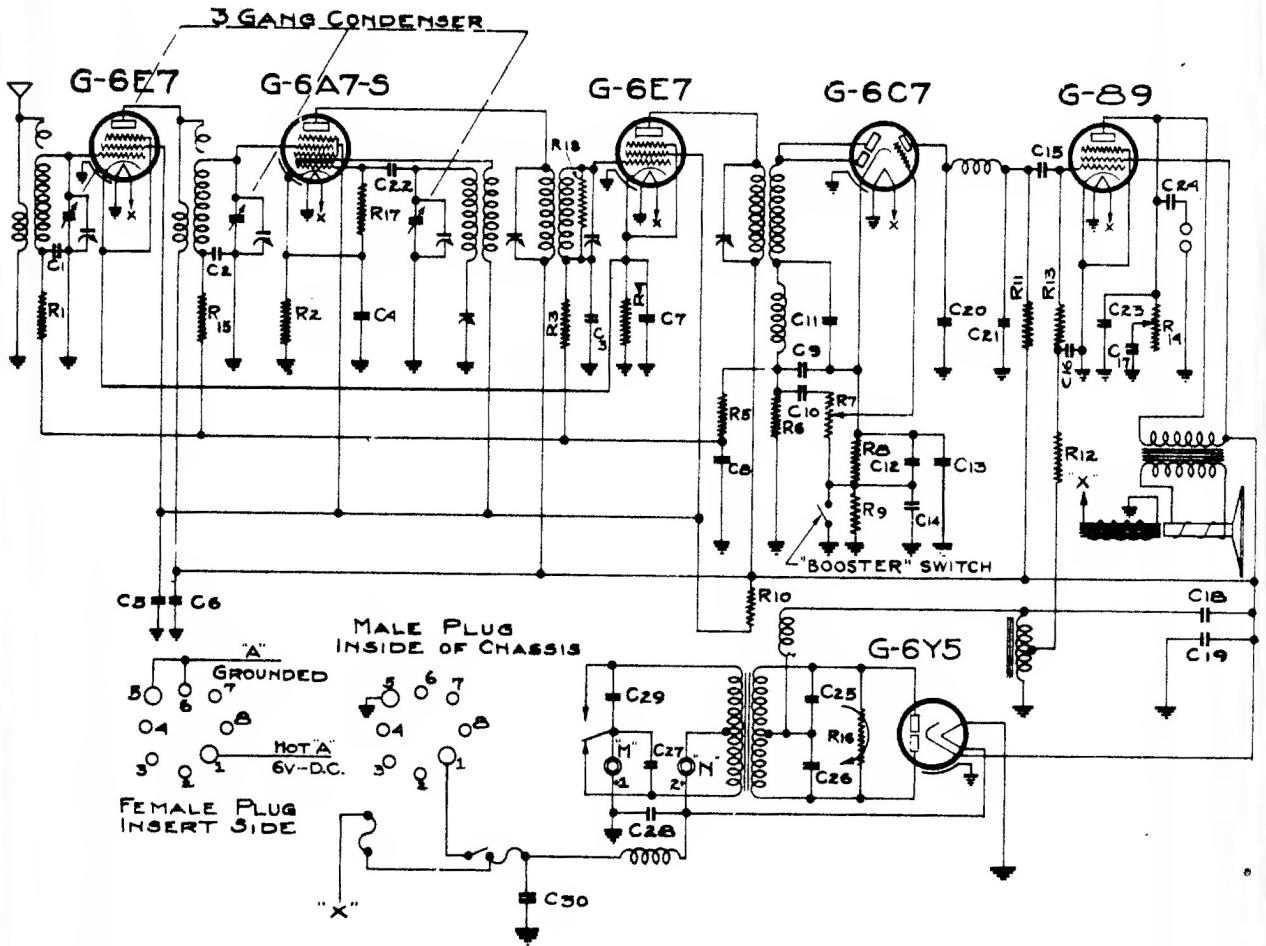 3 GANG CONDENSER
G-6E7
G-6A7-S
G-6E7
G-6C7
G-89
R18
C15
C22
C24
R17
X
X
X
X
X
C1
C2
R1
R15
R2
C4
R3
C3
R4
C7
C11
C20
C21
R11
R13
C23
R14
C17
C16
C9
R5
C10
R7
R6
R8
C12
C13
R12
C8
R9
C14
"X"
"BOOSTER" SWITCH
R10
C5
C6
C18
C19
MALE PLUG
INSIDE OF CHASSIS
G-6Y5
"A"
GROUNDED
5
6
7
4
8
3
2
1
HOT "A"
6V-D.C.
5
6
7
4
8
3
2
1
C29
C25
R16
"M"
C27
"N"
C26
+1
2+
C28
FEMALE PLUG
INSERT SIDE
"X"
C30